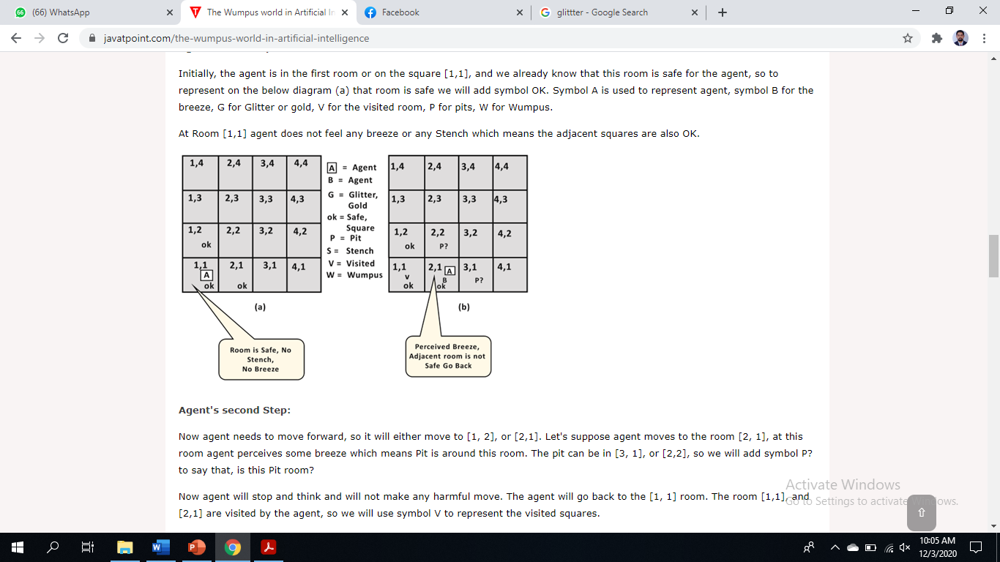 66
(66) WhatsApp
The Wumpus world in Artificial In
Facebook
glittter - Google Search
javatpoint.com/the-wumpus-world-in-artificial-intelligence
Initially, the agent is in the first room or on the square [1,1], and we already know that this room is safe for the agent, so to
represent on the below diagram (a) that room is safe we will add symbol OK. Symbol A is used to represent agent, symbol B for the
breeze, G for Glitter or gold, V for the visited room, P for pits, W for Wumpus.
At Room [1,1] agent does not feel any breeze or any Stench which means the adjacent squares are also OK.
1,4 2,4 3,4 4,4
1,3 2,3 3,3 4,3
1,2 2,2 3,2 4,2
ok
1,1 2,1 3,1 4,1
A
ok ok
(a)
Room is Safe, No
Stench,
No Breeze
A = Agent
B = Agent
G = Glitter,
Gold
ok = Safe,
Square
P = Pit
S = Stench
V = Visited
W = Wumpus
1,4 2,4 3,4 4,4
1,3 2,3 3,3 4,3
1,2 2,2 3,2 4,2
ok P?
1,1 2,1 A 3,1 4,1
V B P?
ok ok
(b)
Perceived Breeze,
Adjacent room is not
Safe Go Back
Agent's second Step:
Now agent needs to move forward, so it will either move to [1, 2], or [2,1]. Let's suppose agent moves to the room [2, 1], at this
room agent perceives some breeze which means Pit is around this room. The pit can be in [3, 1], or [2,2], so we will add symbol P?
to say that, is this Pit room?
Now agent will stop and think and will not make any harmful move. The agent will go back to the [1, 1] room. The room [1,1], and
[2,1] are visited by the agent, so we will use symbol V to represent the visited squares.
Activate Windows
Go to Settings to activate Windows.
10:05 AM
12/3/2020